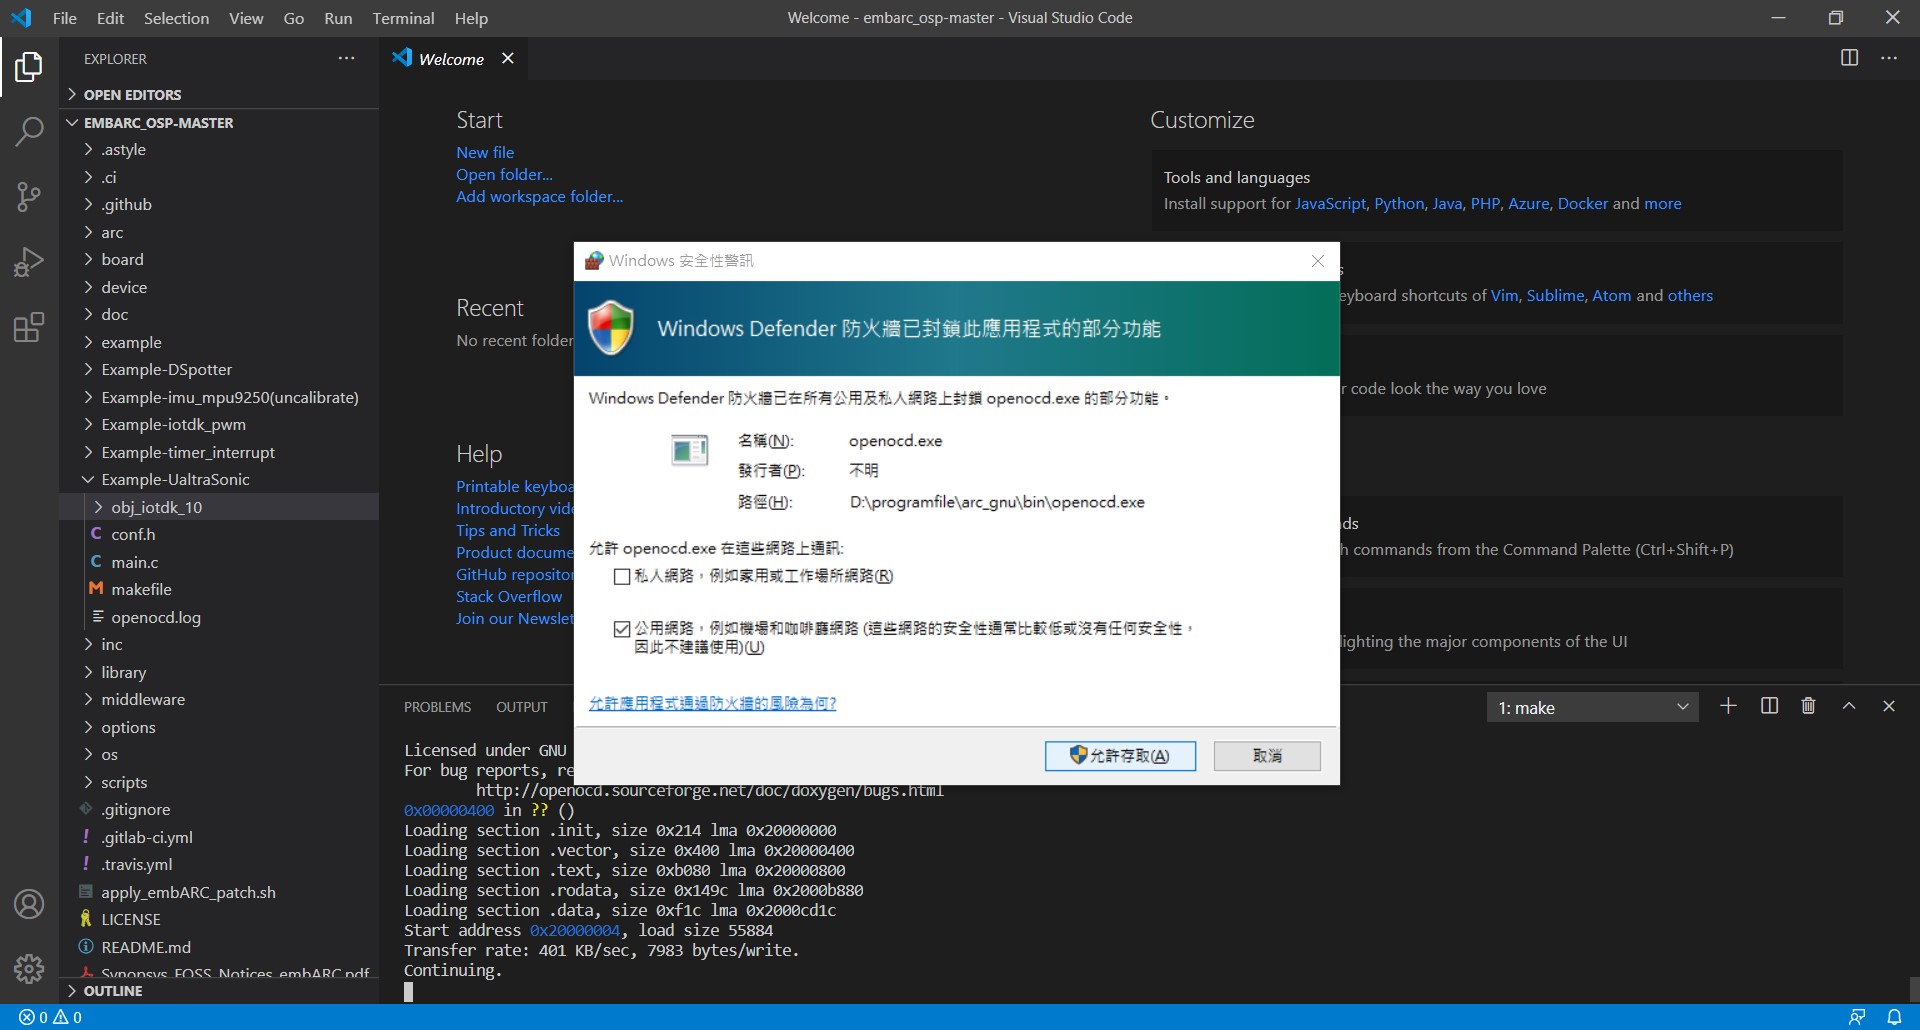 File Edit Selection View Go Run Terminal Help
Welcome - embarc_osp-master - Visual Studio Code
EXPLORER
OPEN EDITORS
EMBARC_OSP-MASTER
.astyle
.ci
.github
arc
board
device
doc
example
Example-DSpotter
Example-imu_mpu9250(uncalibrate)
Example-iotdk_pwm
Example-timer_interrupt
Example-UaltraSonic
obj_iotdk_10
C conf.h
C main.c
M makefile
openocd.log
inc
library
middleware
options
os
scripts
.gitignore
! .gitlab-ci.yml
! .travis.yml
apply_embARC_patch.sh
LICENSE
README.md
Synopsys_FOSS_Notices_embARC.pdf
OUTLINE
Welcome
Start
New file
Open folder...
Add workspace folder...
Recent
No recent folder
Help
Printable keyboa
Introductory vide
Tips and Tricks
Product docume
GitHub repositor
Stack Overflow
Join our Newslet
Customize
Tools and languages
Install support for JavaScript, Python, Java, PHP, Azure, Docker and more
s
eyboard shortcuts of Vim, Sublime, Atom and others
r code look the way you love
nds
h commands from the Command Palette (Ctrl+Shift+P)
lighting the major components of the UI
Windows 安全性警訊
Windows Defender 防火牆已封鎖此應用程式的部分功能
Windows Defender 防火牆已在所有公用及私人網路上封鎖 openocd.exe 的部分功能。
名稱(N): openocd.exe
發行者(P): 不明
路徑(H): D:\programfile\arc_gnu\bin\openocd.exe
允許 openocd.exe 在這些網路上通訊:
私人網路，例如家用或工作場所網路(R)
公用網路，例如機場和咖啡廳網路 (這些網路的安全性通常比較低或沒有任何安全性，
因此不建議使用)(U)
允許應用程式通過防火牆的風險為何?
允許存取(A) 取消
PROBLEMS OUTPUT
1: make
Licensed under GNU
For bug reports, re
http://openocd.sourceforge.net/doc/doxygen/bugs.html
0x00000400 in ?? ()
Loading section .init, size 0x214 lma 0x20000000
Loading section .vector, size 0x400 lma 0x20000400
Loading section .text, size 0xb080 lma 0x20000800
Loading section .rodata, size 0x149c lma 0x2000b880
Loading section .data, size 0xf1c lma 0x2000cd1c
Start address 0x20000004, load size 55884
Transfer rate: 401 KB/sec, 7983 bytes/write.
Continuing.
0 0